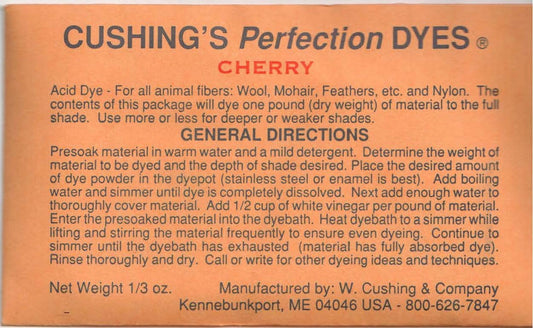 CUSHING'S Perfection DYES ®
CHERRY
Acid Dye - For all animal fibers: Wool, Mohair, Feathers, etc. and Nylon. The
contents of this package will dye one pound (dry weight) of material to the full
shade. Use more or less for deeper or weaker shades.
GENERAL DIRECTIONS
Presoak material in warm water and a mild detergent. Determine the weight of
material to be dyed and the depth of shade desired. Place the desired amount
of dye powder in the dyepot (stainless steel or enamel is best). Add boiling
water and simmer until dye is completely dissolved. Next add enough water to
thoroughly cover material. Add 1/2 cup of white vinegar per pound of material.
Enter the presoaked material into the dyebath. Heat dyebath to a simmer while
lifting and stirring the material frequently to ensure even dyeing. Continue to
simmer until the dyebath has exhausted (material has fully absorbed dye).
Rinse thoroughly and dry. Call or write for other dyeing ideas and techniques.
Net Weight 1/3 oz. Manufactured by: W. Cushing & Company
Kennebunkport, ME 04046 USA - 800-626-7847